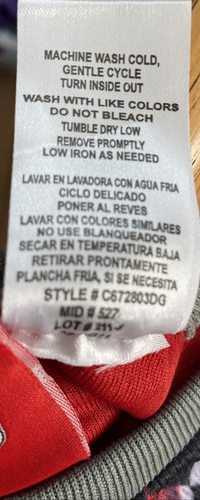 MACHINE WASH COLD,
GENTLE CYCLE
TURN INSIDE OUT
WASH WITH LIKE COLORS
DO NOT BLEACH
TUMBLE DRY LOW
REMOVE PROMPTLY
LOW IRON AS NEEDED
LAVAR EN LAVADORA CON AGUA FRIA
CICLO DELICADO
PONER AL REVES
LAVAR CON COLORES SIMILARES
NO USE BLANQUEADOR
SECAR EN TEMPERATURA BAJA
RETIRAR PRONTAMENTE
PLANCHA FRIA, SI SE NECESITA
STYLE # C672803DG
MID # 527
LOT #